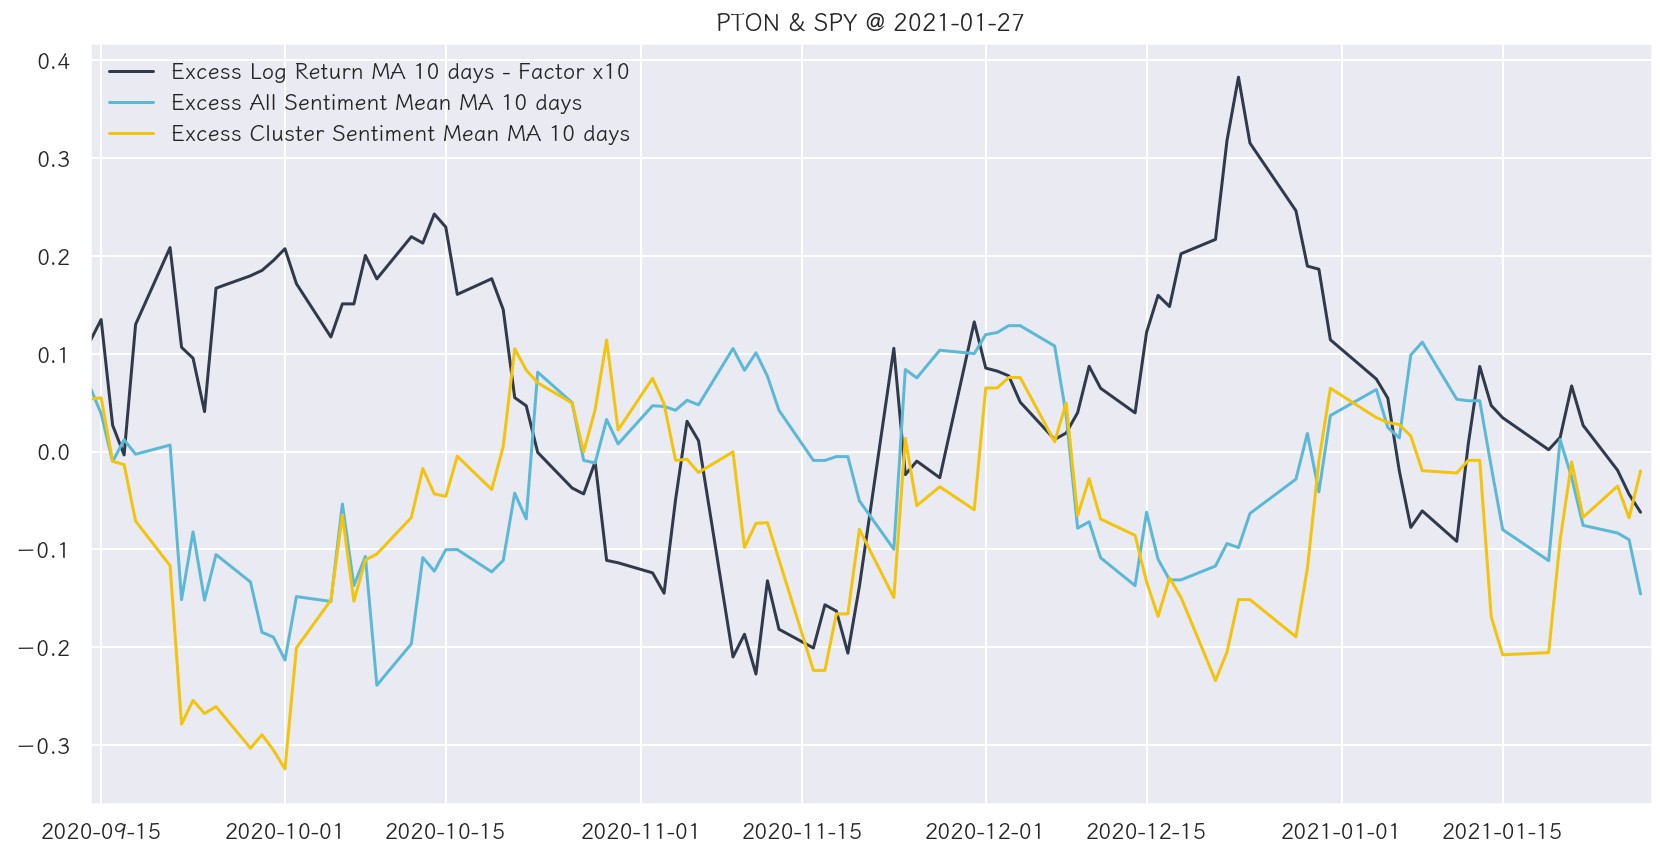 PTON & SPY @ 2021-01-27
0.4
0.3
0.2
0.1
0.0
−0.1
−0.2
−0.3
Excess Log Return MA 10 days - Factor x10
Excess All Sentiment Mean MA 10 days
Excess Cluster Sentiment Mean MA 10 days
2020-09-15 2020-10-01 2020-10-15 2020-11-01 2020-11-15 2020-12-01 2020-12-15 2021-01-01 2021-01-15